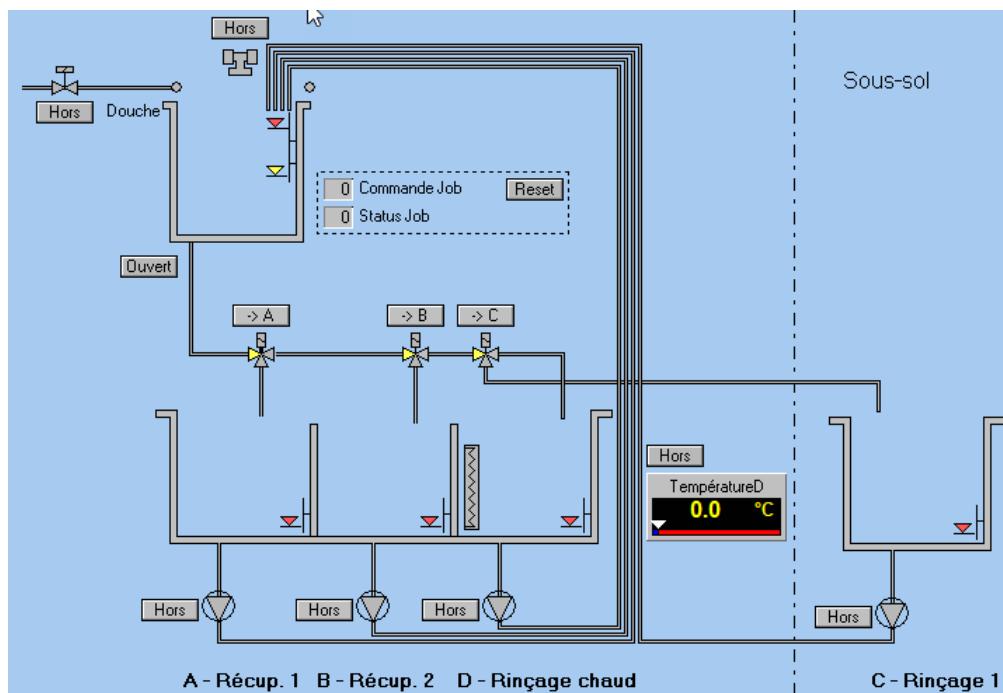 Hors
Sous-sol
Hors
Douche
0 Commande Job
Reset
0 Status Job
Ouvert
-> A
-> B
-> C
Hors
TempératureD
0.0 °C
Hors
Hors
Hors
Hors
A - Récup. 1 B - Récup. 2 D - Rinçage chaud C - Rinçage 1